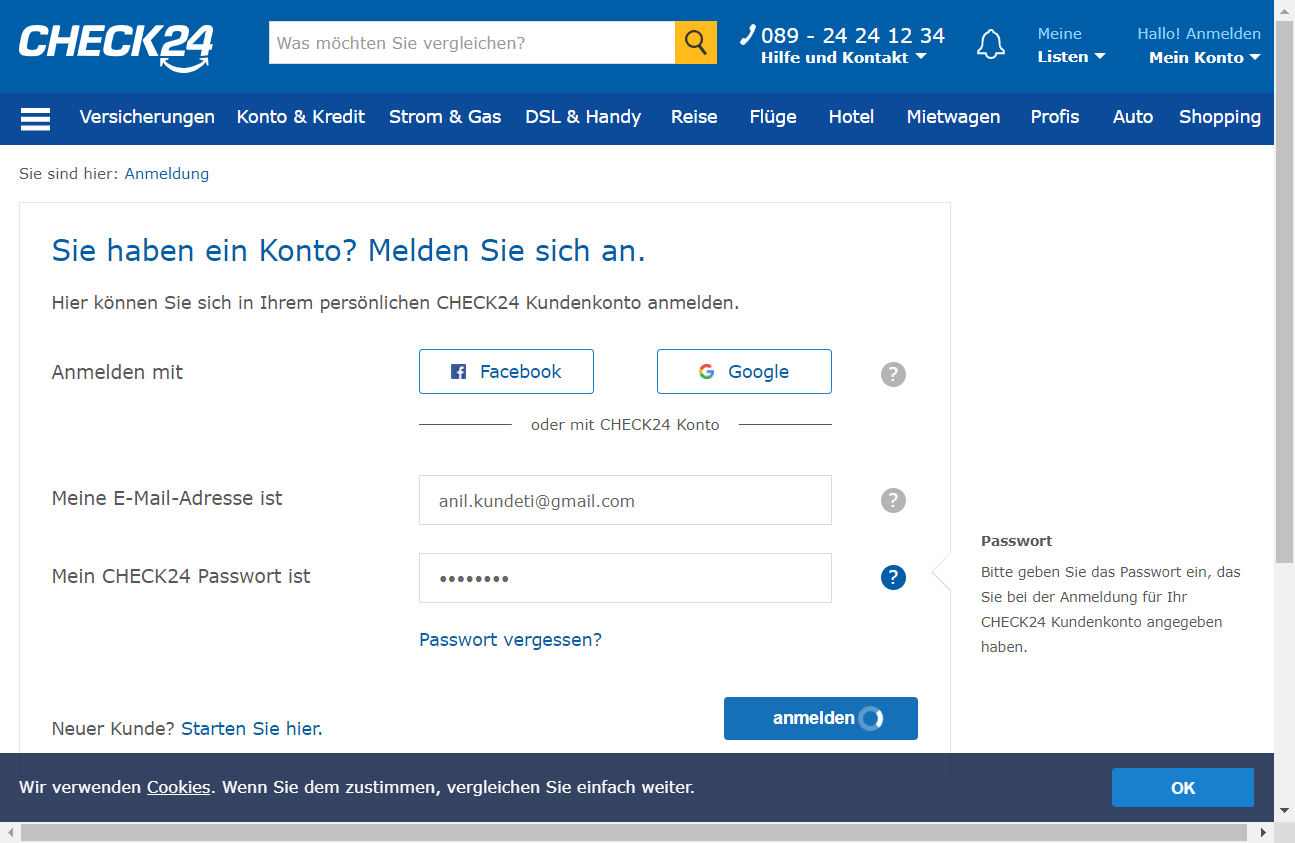 CHECK24
Was möchten Sie vergleichen?
089 - 24 24 12 34
Hilfe und Kontakt
Meine
Listen
Hallo! Anmelden
Mein Konto
Versicherungen Konto & Kredit Strom & Gas DSL & Handy Reise Flüge Hotel Mietwagen Profis Auto Shopping
Sie sind hier: Anmeldung
Sie haben ein Konto? Melden Sie sich an.
Hier können Sie sich in Ihrem persönlichen CHECK24 Kundenkonto anmelden.
Anmelden mit Facebook Google ?
oder mit CHECK24 Konto
Meine E-Mail-Adresse ist anil.kundeti@gmail.com ?
Mein CHECK24 Passwort ist •••••••• ?
Passwort
Bitte geben Sie das Passwort ein, das
Sie bei der Anmeldung für Ihr
CHECK24 Kundenkonto angegeben
haben.
Passwort vergessen?
Neuer Kunde? Starten Sie hier.
anmelden
Wir verwenden Cookies. Wenn Sie dem zustimmen, vergleichen Sie einfach weiter.
OK